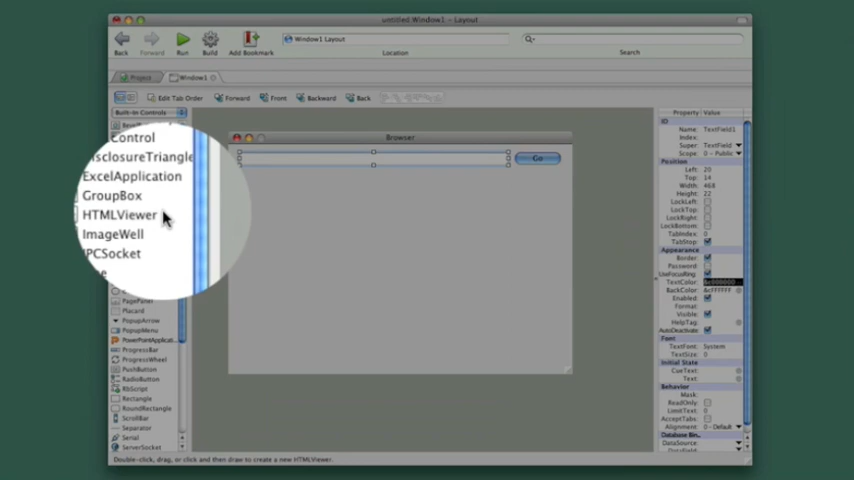 untitled.Window1 – Layout
Back
Forward
Run
Build
Add Bookmark
Window1 Layout
Location
Search
Project
Window1
Edit Tab Order
Forward
Front
Backward
Back
Built-in Controls
Control
isclosureTriangle
ExcelApplication
GroupBox
HTMLViewer
ImageWell
IPCSocket
PagePanel
Placard
PopupArrow
PopupMenu
PowerPointApplicat...
ProgressBar
ProgressWheel
PushButton
RadioButton
RbScript
Rectangle
RoundRectangle
ScrollBar
Separator
Serial
ServerSocket
Browser
Go
Property Value
ID
Name: TextField1
Index:
Super: TextField
Scope: 0 – Public
Position
Left: 20
Top: 14
Width: 468
Height: 22
LockLeft:
LockTop:
LockRight:
LockBottom:
TabIndex: 0
TabStop:
Appearance
Border:
Password:
UseFocusRing:
TextColor: &c000000
BackColor: &cFFFFFF
Enabled:
Format:
Visible:
HelpTag:
AutoDeactivate:
Font
TextFont: System
TextSize: 0
Initial State
CueText:
Text:
Behavior
Mask:
ReadOnly:
LimitText: 0
AcceptTabs:
Alignment: 0 – Default
Database Bin...
DataSource:
DataField:
Double-click, drag, or click and then draw to create a new HTMLViewer.